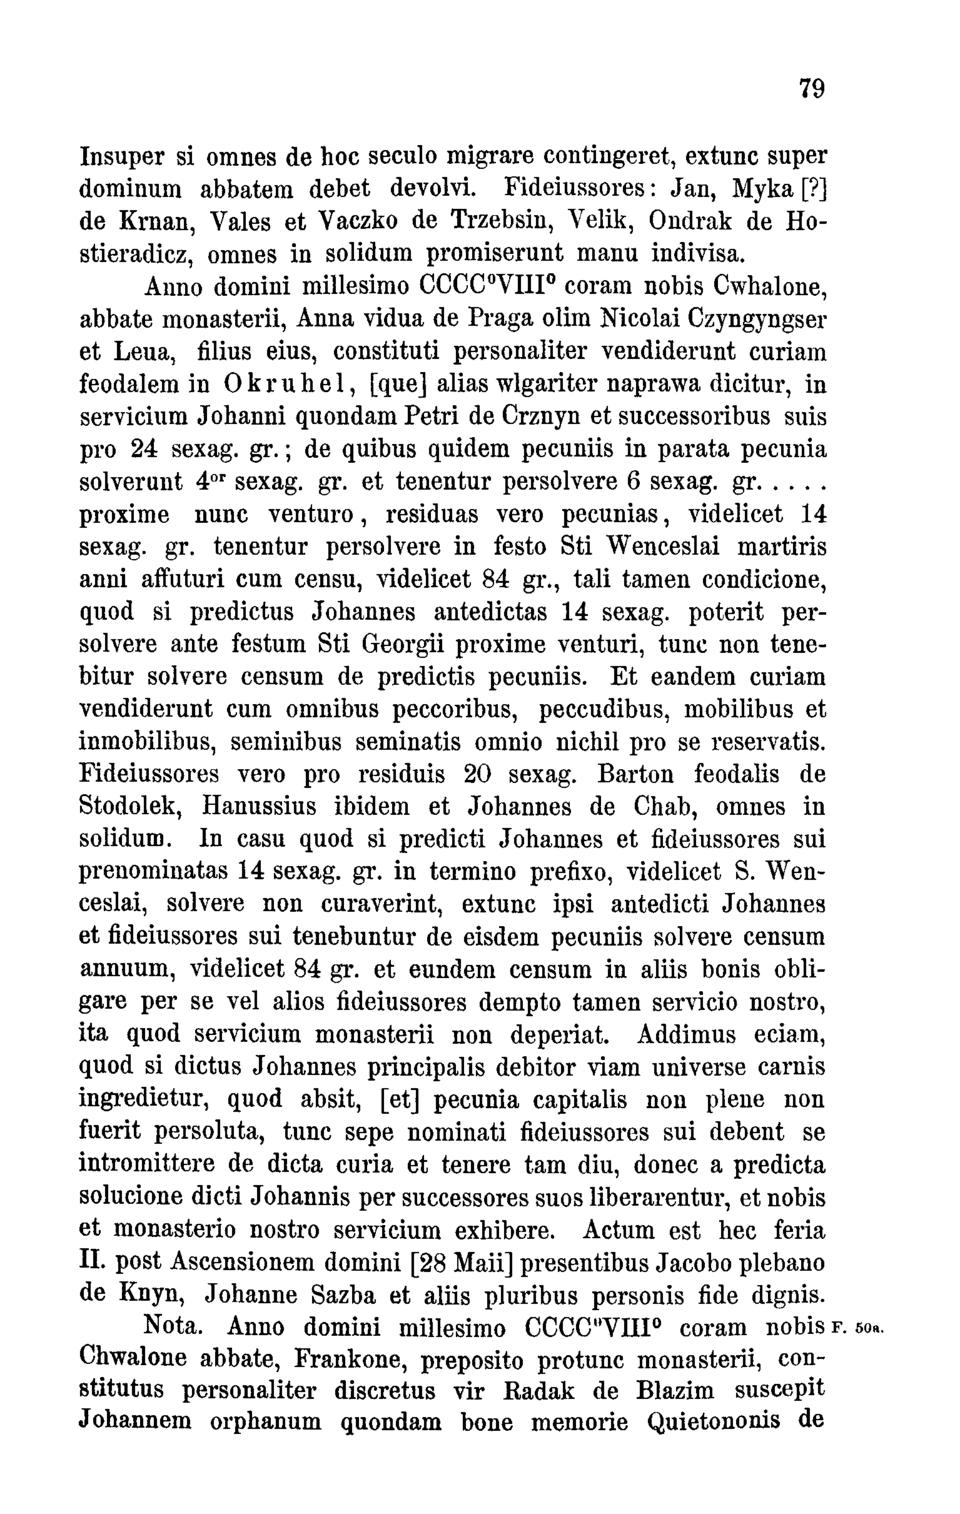 79
Insuper si omnes de hoc seculo migrare contingeret, extunc super
dominum abbatem debet devolvi. Fideiussores: Jan, Myka [?]
de Krnan, Vales et Vaczko de Trzebsin, Velik, Ondrak de Ho-
stieradicz, omnes in solidum promiserunt manu indivisa.
Anno domini millesimo CCCC⁰VIII⁰ coram nobis Cwhalone,
abbate monasterii, Anna vidua de Praga olim Nicolai Czyngyngser
et Leua, filius eius, constituti personaliter vendiderunt curiam
feodalem in Okruhel, [que] alias wlgariter naprawa dicitur, in
servicium Johanni quondam Petri de Crznyn et successoribus suis
pro 24 sexag. gr.; de quibus quidem pecuniis in parata pecunia
solverunt 4ᵒʳ sexag. gr. et tenentur persolvere 6 sexag. gr.....
proxime nunc venturo, residuas vero pecunias, videlicet 14
sexag. gr. tenentur persolvere in festo Sti Wenceslai martiris
anni affuturi cum censu, videlicet 84 gr., tali tamen condicione,
quod si predictus Johannes antedictas 14 sexag. poterit per-
solvere ante festum Sti Georgii proxime venturi, tunc non tene-
bitur solvere censum de predictis pecuniis. Et eandem curiam
vendiderunt cum omnibus peccoribus, peccudibus, mobilibus et
inmobilibus, seminibus seminatis omnio nichil pro se reservatis.
Fideiussores vero pro residuis 20 sexag. Barton feodalis de
Stodolek, Hanussius ibidem et Johannes de Chab, omnes in
solidum. In casu quod si predicti Johannes et fideiussores sui
prenominatas 14 sexag. gr. in termino prefixo, videlicet S. Wen-
ceslai, solvere non curaverint, extunc ipsi antedicti Johannes
et fideiussores sui tenebuntur de eisdem pecuniis solvere censum
annuum, videlicet 84 gr. et eundem censum in aliis bonis obli-
gare per se vel alios fideiussores dempto tamen servicio nostro,
ita quod servicium monasterii non deperiat. Addimus eciam,
quod si dictus Johannes principalis debitor viam universe carnis
ingredietur, quod absit, [et] pecunia capitalis non plene non
fuerit persoluta, tunc sepe nominati fideiussores sui debent se
intromittere de dicta curia et tenere tam diu, donec a predicta
solucione dicti Johannis per successores suos liberarentur, et nobis
et monasterio nostro servicium exhibere. Actum est hec feria
II. post Ascensionem domini [28 Maii] presentibus Jacobo plebano
de Knyn, Johanne Sazba et aliis pluribus personis fide dignis.
Nota. Anno domini millesimo CCCC⁰VIII⁰ coram nobis F. 50a.
Chwalone abbate, Frankone, preposito protunc monasterii, con-
stitutus personaliter discretus vir Radak de Blazim suscepit
Johannem orphanum quondam bone memorie Quietononis de